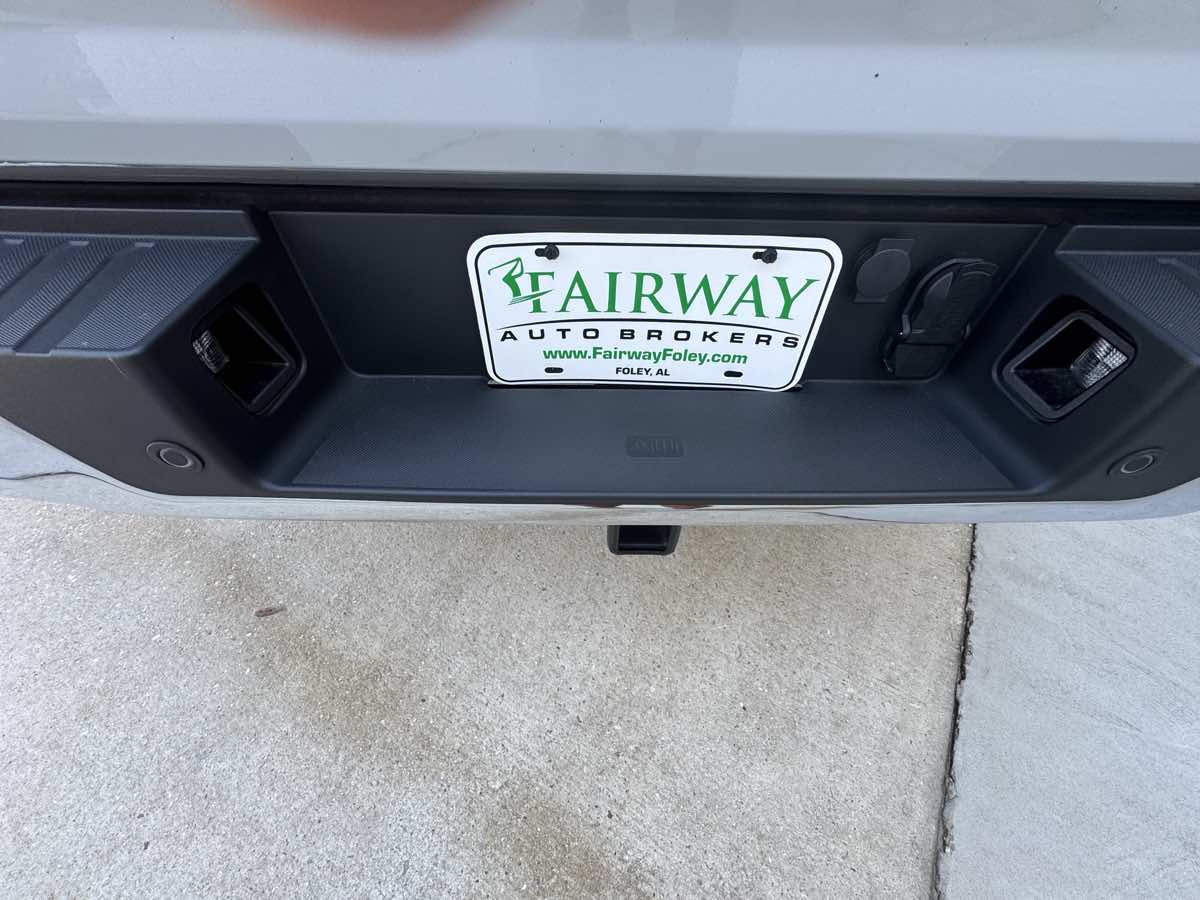 FAIRWAY
AUTO BROKERS
www.FairwayFoley.com
FOLEY, AL